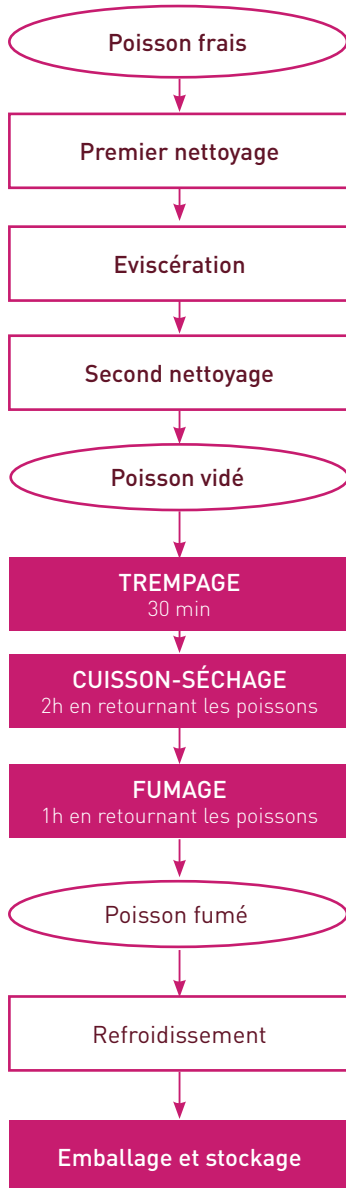 Poisson frais
Premier nettoyage
Eviscération
Second nettoyage
Poisson vidé
TREMPAGE
30 min
CUISSON-SÉCHAGE
2h en retournant les poissons
FUMAGE
1h en retournant les poissons
Poisson fumé
Refroidissement
Emballage et stockage